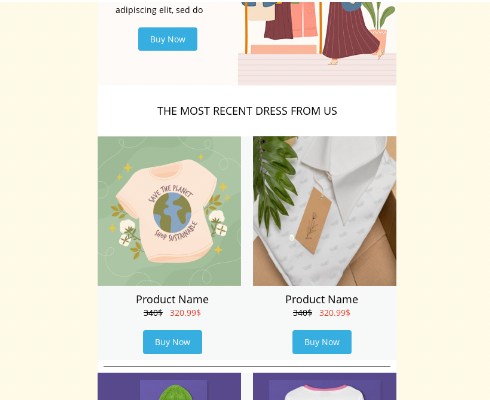 adipiscing elit, sed do
Buy Now
THE MOST RECENT DRESS FROM US
SAVE THE PLANET
SHOP SUSTAINABLE
Product Name
340$ 320.99$
Buy Now
Product Name
340$ 320.99$
Buy Now